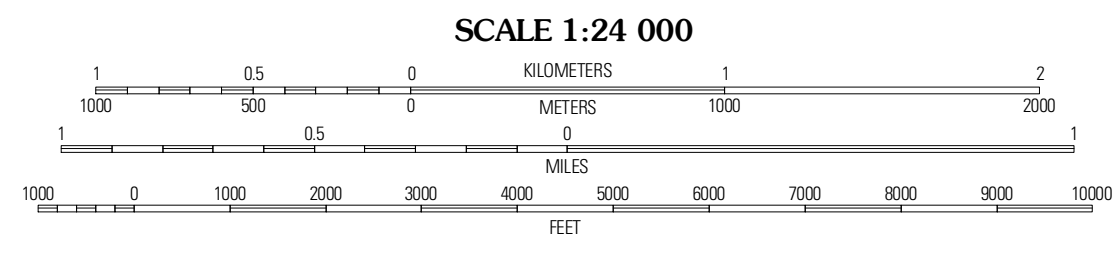 SCALE 1:24 000
1 0.5 0 KILOMETERS 1 2
1000 500 0 METERS 1000 2000
1 0.5 0 1
MILES
1000 0 1000 2000 3000 4000 5000 6000 7000 8000 9000 10000
FEET